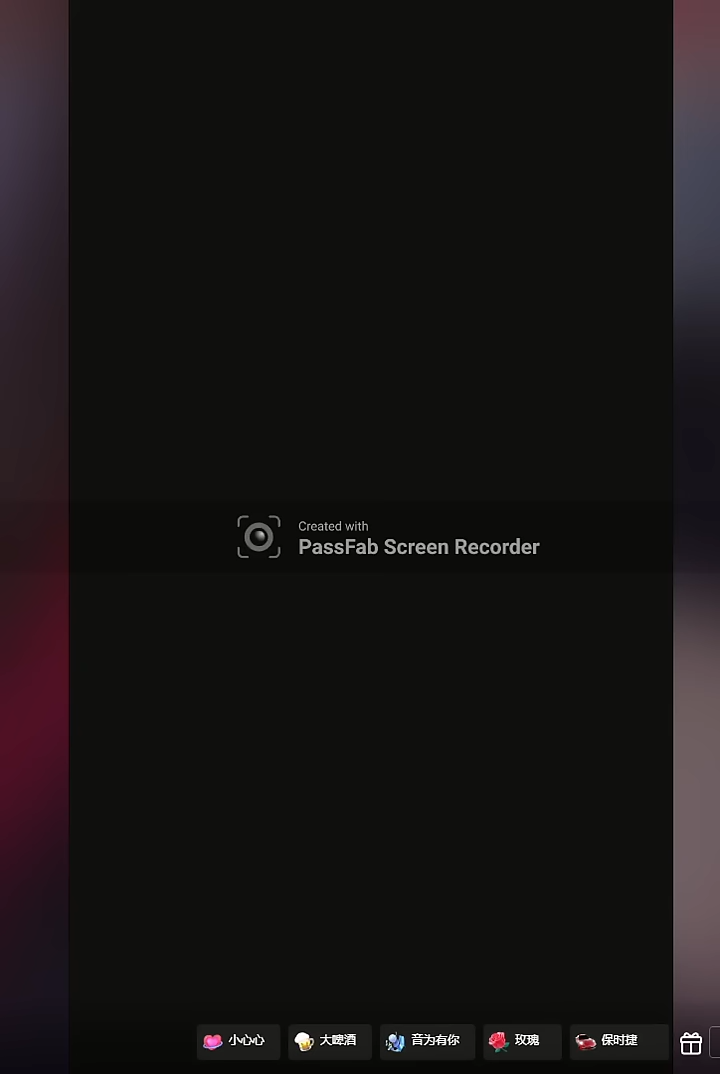 Created with
PassFab Screen Recorder
小心心
大啤酒
音为有你
玫瑰
保时捷